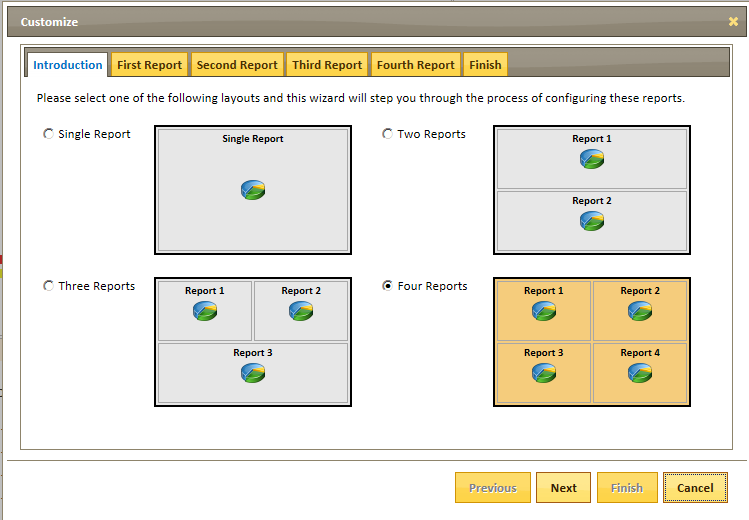 Customize
Introduction First Report Second Report Third Report Fourth Report Finish
Please select one of the following layouts and this wizard will step you through the process of configuring these reports.
Single Report
Single Report
Two Reports
Report 1
Report 2
Three Reports
Report 1 Report 2
Report 3
Four Reports
Report 1 Report 2
Report 3 Report 4
Previous Next Finish Cancel